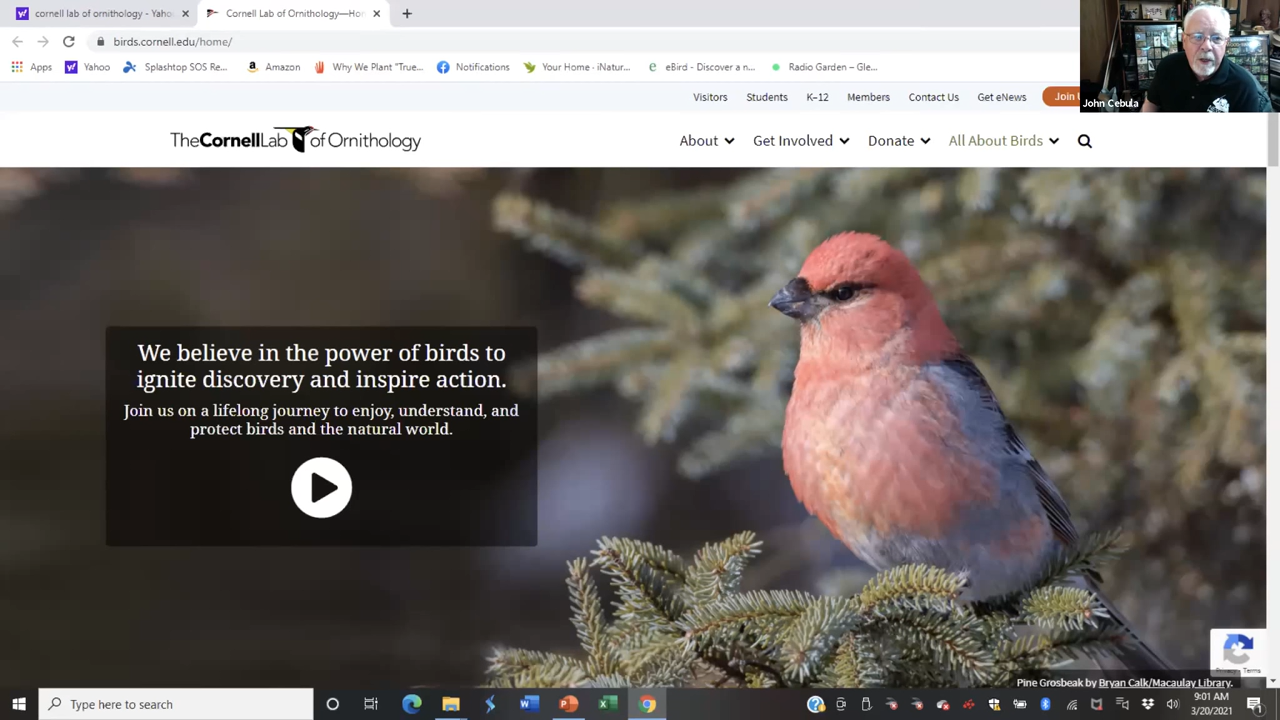 cornell lab of ornithology - Yaho
Cornell Lab of Ornithology—Hor
birds.cornell.edu/home/
Apps
Yahoo
Splashtop SOS Re...
Amazon
Why We Plant "True...
Notifications
Your Home · iNatur...
eBird - Discover a n...
Radio Garden – Gle...
Visitors
Students
K–12
Members
Contact Us
Get eNews
Join
John Cebula
TheCornellLab of Ornithology
About
Get Involved
Donate
All About Birds
We believe in the power of birds to
ignite discovery and inspire action.
Join us on a lifelong journey to enjoy, understand, and
protect birds and the natural world.
Privacy - Terms
Pine Grosbeak by Bryan Calk/Macaulay Library.
Type here to search
9:01 AM
3/20/2021